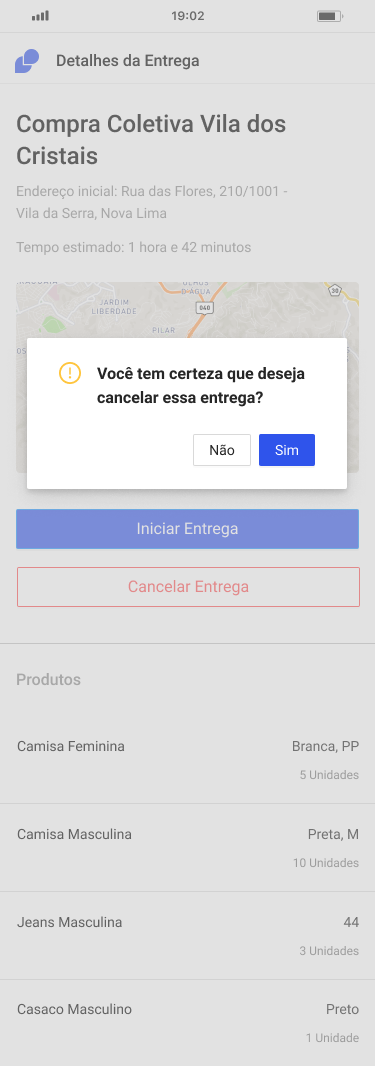 19:02
Detalhes da Entrega
Compra Coletiva Vila dos
Cristais
Endereço inicial: Rua das Flores, 210/1001 -
Vila da Serra, Nova Lima
Tempo estimado: 1 hora e 42 minutos
D'ÁGUA
30
JARDIM
LIBERDADE
040
PILAR
Você tem certeza que deseja
cancelar essa entrega?
Não
Sim
Iniciar Entrega
Cancelar Entrega
Produtos
Camisa Feminina
Branca, PP
5 Unidades
Camisa Masculina
Preta, M
10 Unidades
Jeans Masculina
44
3 Unidades
Casaco Masculino
Preto
1 Unidade